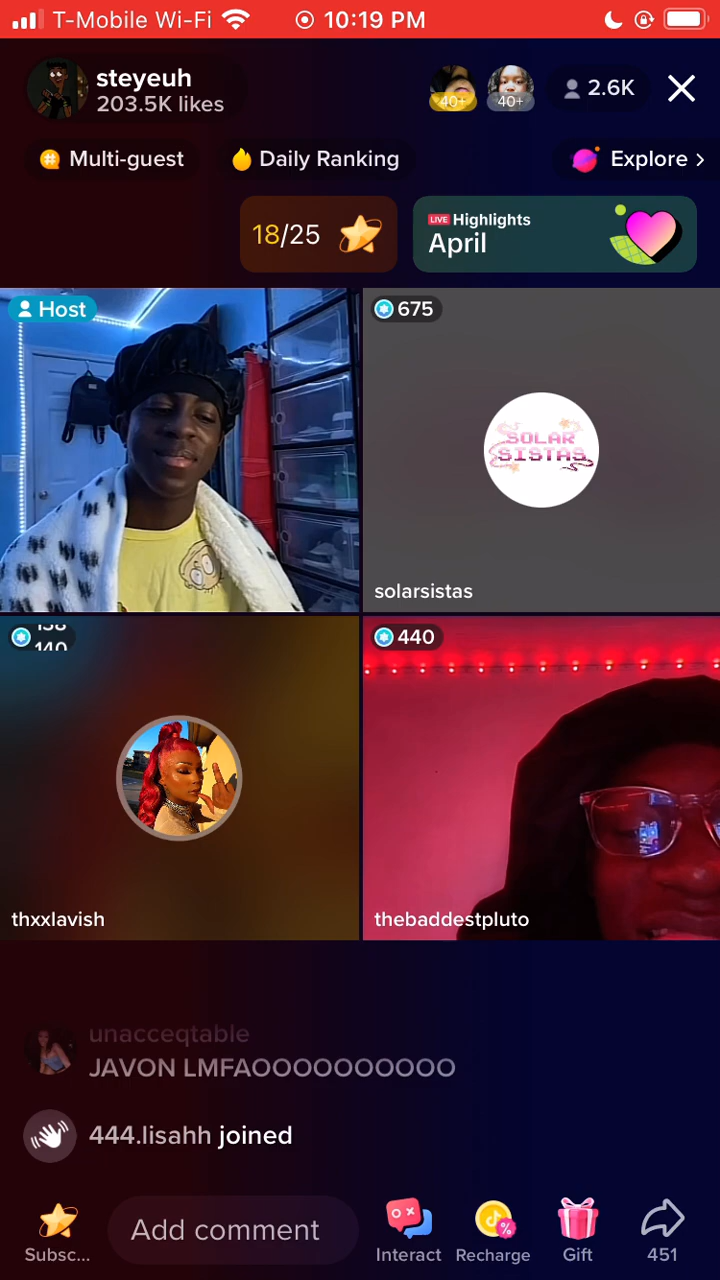 T-Mobile Wi-Fi 10:19 PM
steyeuh
203.5K likes
40+ 40+
2.6K
Multi-guest Daily Ranking Explore >
18/25
LIVE Highlights
April
Host
675
SOLAR
SISTAS
solarsistas
140
440
thxxlavish
thebaddestpluto
unacceqtable
JAVON LMFAOOOOOOOOOO
444.lisahh joined
Add comment
Subsc... Interact Recharge Gift 451